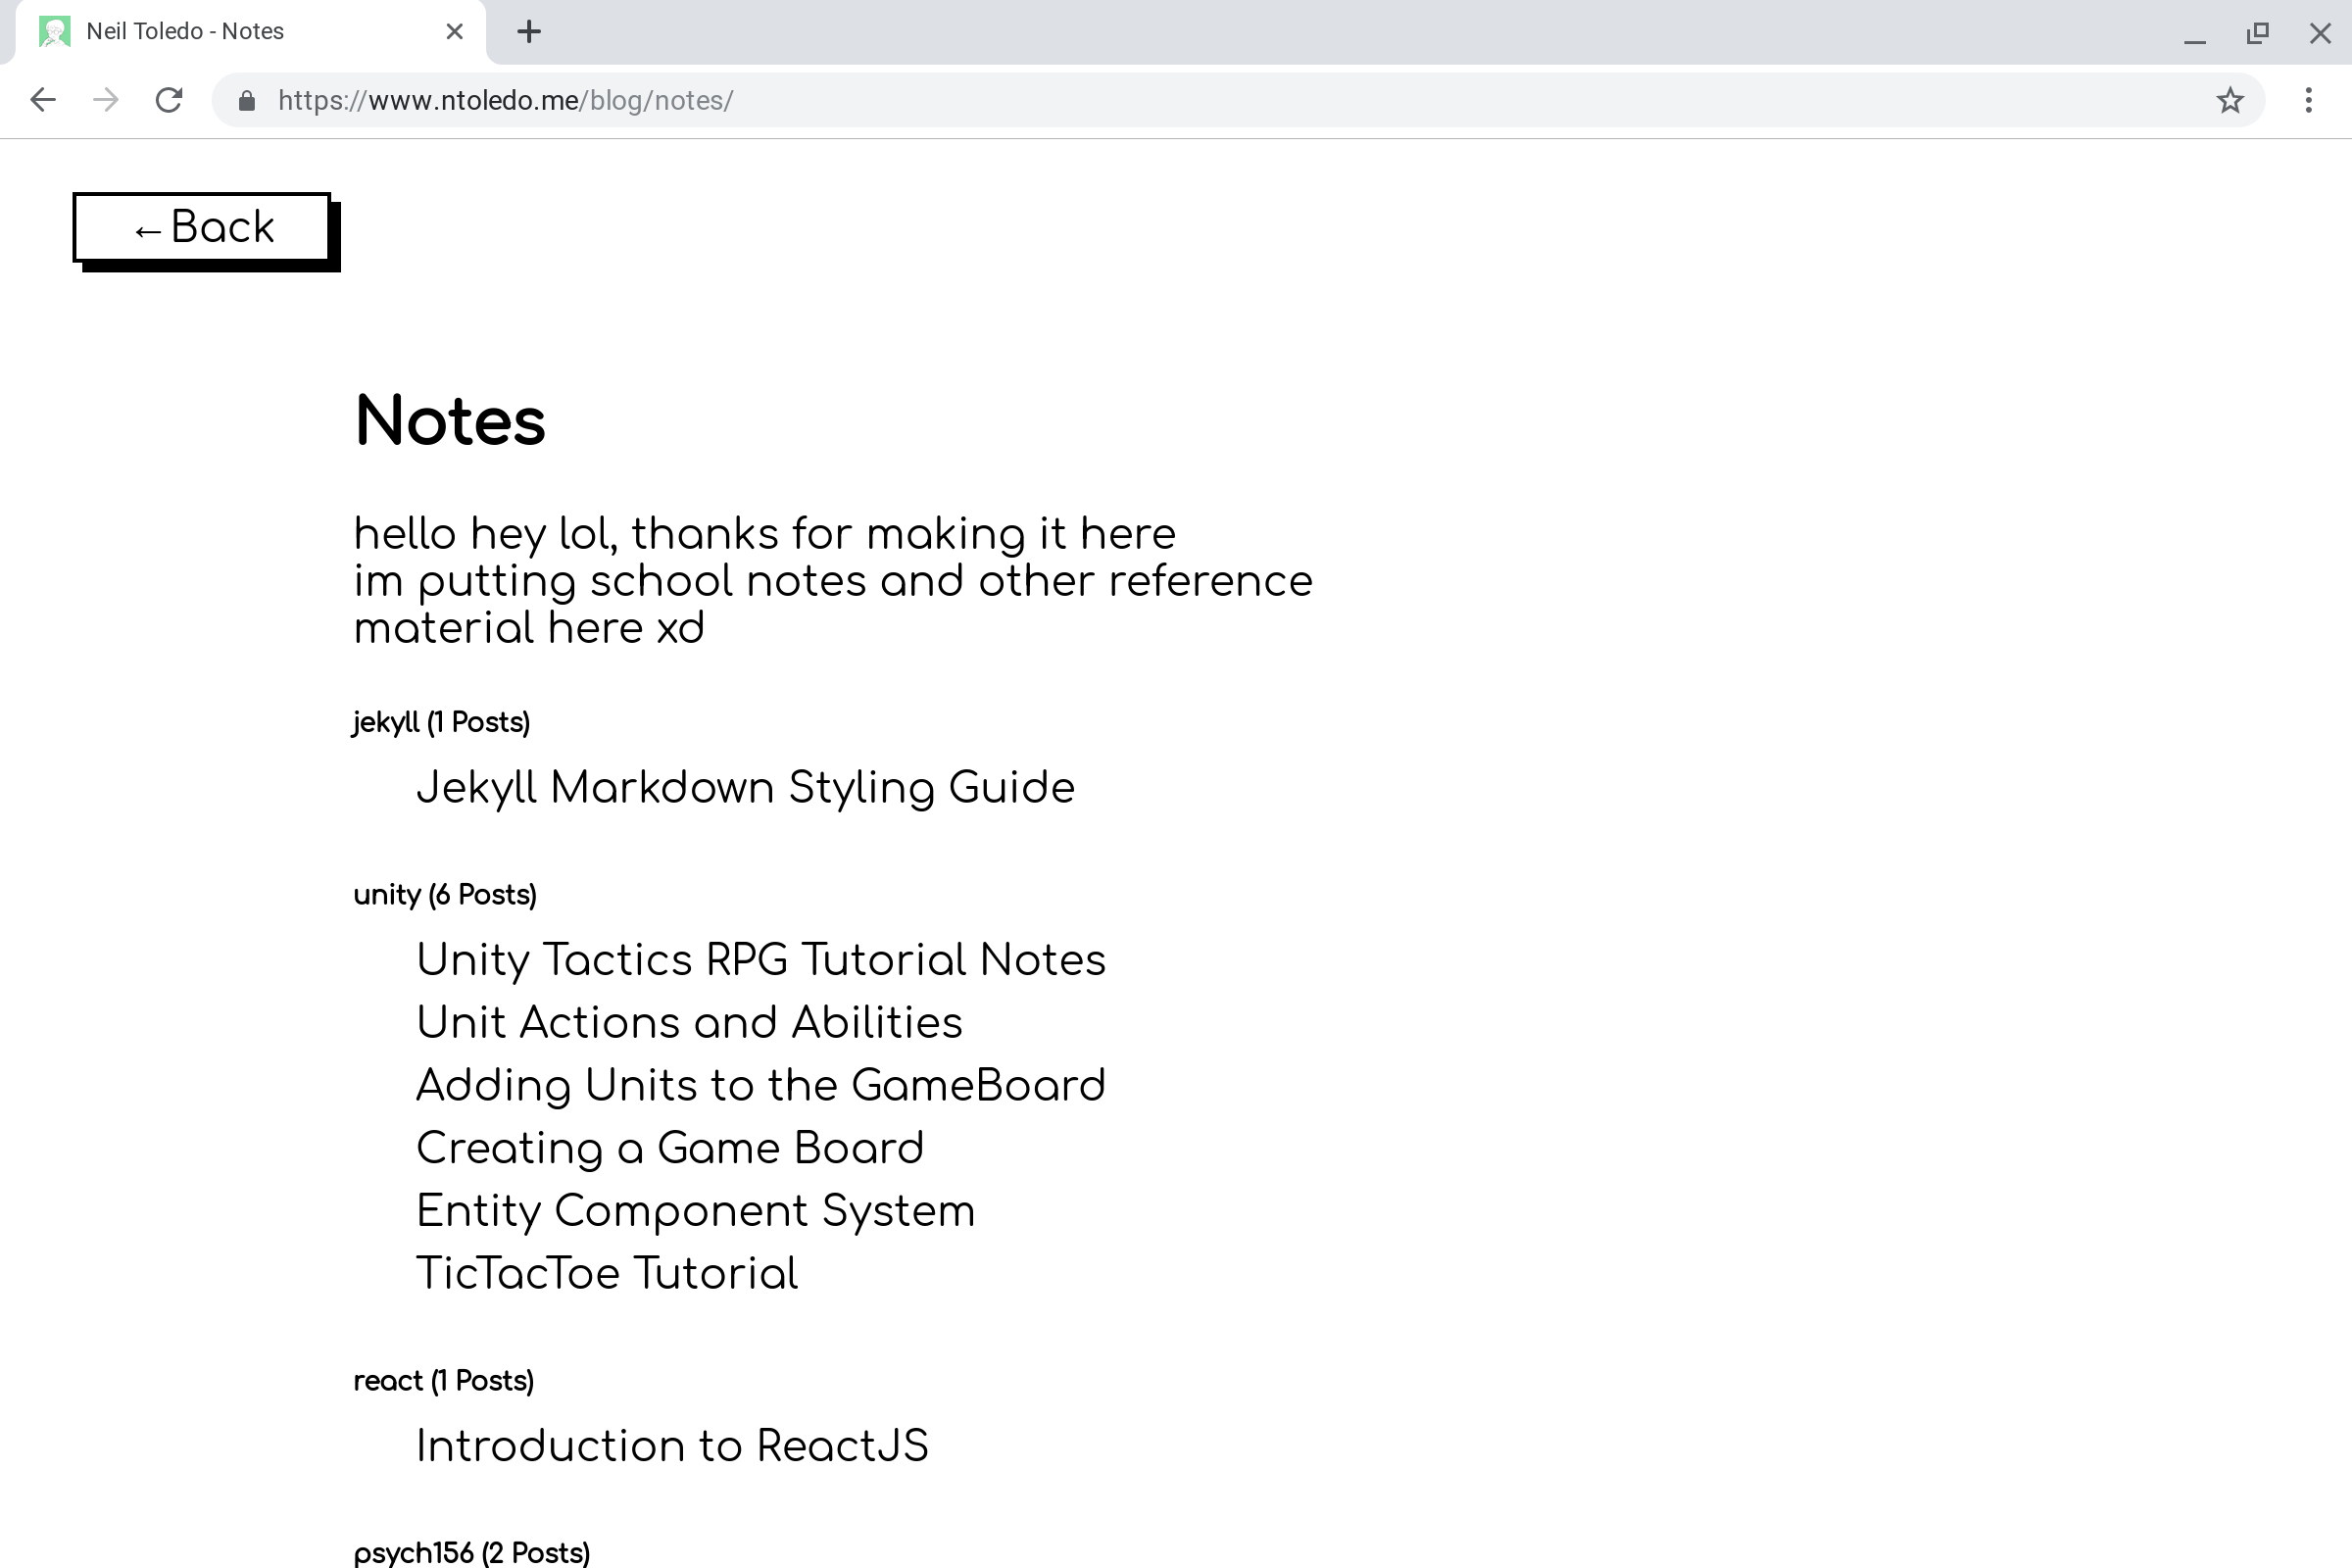 Neil Toledo - Notes
https://www.ntoledo.me/blog/notes/
←Back
Notes
hello hey lol, thanks for making it here
im putting school notes and other reference
material here xd
jekyll (1 Posts)
Jekyll Markdown Styling Guide
unity (6 Posts)
Unity Tactics RPG Tutorial Notes
Unit Actions and Abilities
Adding Units to the GameBoard
Creating a Game Board
Entity Component System
TicTacToe Tutorial
react (1 Posts)
Introduction to ReactJS
psych156 (2 Posts)